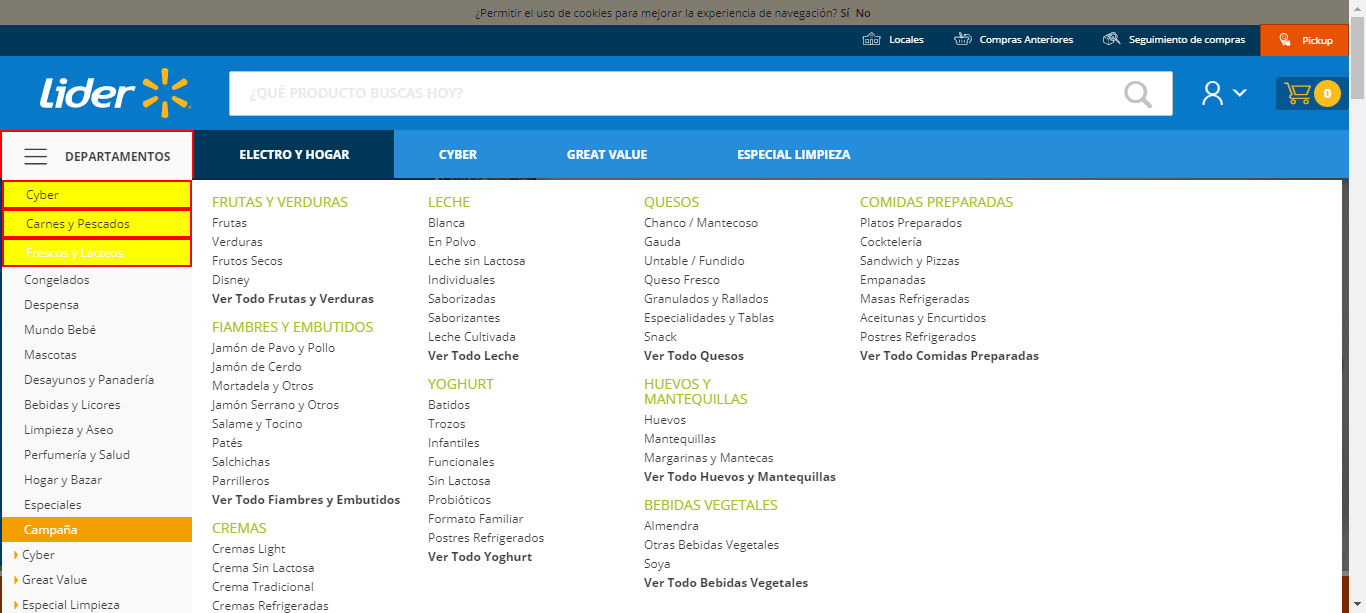 ¿Permitir el uso de cookies para mejorar la experiencia de navegación? Sí No
Locales
Compras Anteriores
Seguimiento de compras
Pickup
Lider
¿QUÉ PRODUCTO BUSCAS HOY?
0
DEPARTAMENTOS
ELECTRO Y HOGAR
CYBER
GREAT VALUE
ESPECIAL LIMPIEZA
Cyber
Carnes y Pescados
Frescos y Lácteos
Congelados
Despensa
Mundo Bebé
Mascotas
Desayunos y Panadería
Bebidas y Licores
Limpieza y Aseo
Perfumería y Salud
Hogar y Bazar
Especiales
Campaña
Cyber
Great Value
Especial Limpieza
FRUTAS Y VERDURAS
Frutas
Verduras
Frutos Secos
Disney
Ver Todo Frutas y Verduras
FIAMBRES Y EMBUTIDOS
Jamón de Pavo y Pollo
Jamón de Cerdo
Mortadela y Otros
Jamón Serrano y Otros
Salame y Tocino
Patés
Salchichas
Parrilleros
Ver Todo Fiambres y Embutidos
CREMAS
Cremas Light
Crema Sin Lactosa
Crema Tradicional
Cremas Refrigeradas
LECHE
Blanca
En Polvo
Leche sin Lactosa
Individuales
Saborizadas
Saborizantes
Leche Cultivada
Ver Todo Leche
YOGHURT
Batidos
Trozos
Infantiles
Funcionales
Sin Lactosa
Probióticos
Formato Familiar
Postres Refrigerados
Ver Todo Yoghurt
QUESOS
Chanco / Mantecoso
Gauda
Untable / Fundido
Queso Fresco
Granulados y Rallados
Especialidades y Tablas
Snack
Ver Todo Quesos
HUEVOS Y
MANTEQUILLAS
Huevos
Mantequillas
Margarinas y Mantecas
Ver Todo Huevos y Mantequillas
BEBIDAS VEGETALES
Almendra
Otras Bebidas Vegetales
Soya
Ver Todo Bebidas Vegetales
COMIDAS PREPARADAS
Platos Preparados
Cocktelería
Sandwich y Pizzas
Empanadas
Masas Refrigeradas
Aceitunas y Encurtidos
Postres Refrigerados
Ver Todo Comidas Preparadas